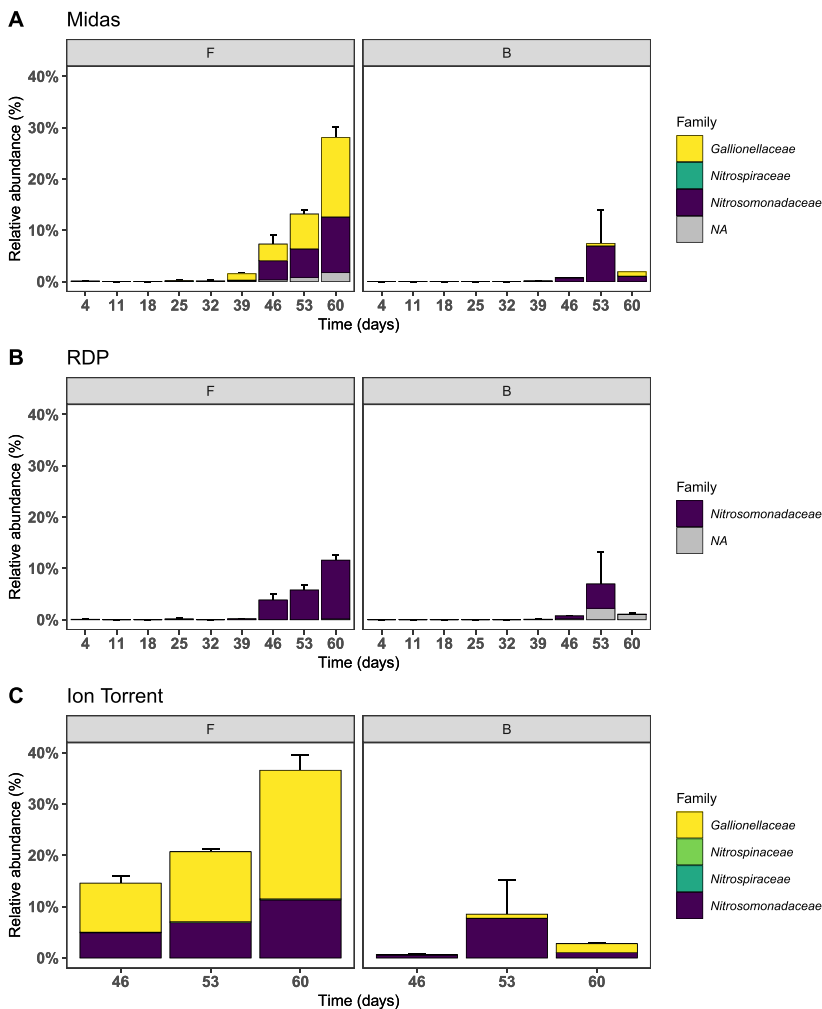 A Midas
F B
Relative abundance (%)
40%
30%
20%
10%
0%
4 11 18 25 32 39 46 53 60 4 11 18 25 32 39 46 53 60
Time (days)
Family
Gallionellaceae
Nitrospiraceae
Nitrosomonadaceae
NA
B RDP
F B
Relative abundance (%)
40%
30%
20%
10%
0%
4 11 18 25 32 39 46 53 60 4 11 18 25 32 39 46 53 60
Time (days)
Family
Nitrosomonadaceae
NA
C Ion Torrent
F B
Relative abundance (%)
40%
30%
20%
10%
0%
46 53 60 46 53 60
Time (days)
Family
Gallionellaceae
Nitrospinaceae
Nitrospiraceae
Nitrosomonadaceae